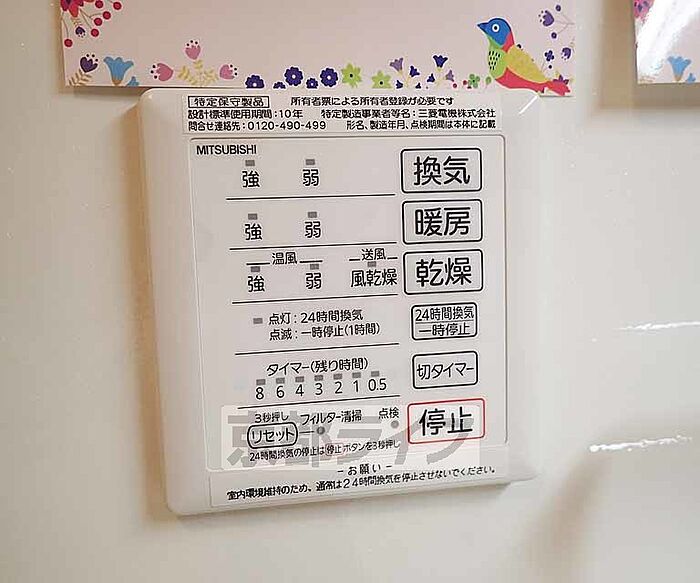 特定保守製品 所有者票による所有者登録が必要です
設計標準使用期間:10年 特定製造事業者等名:三菱電機株式会社
問合せ連絡先:0120-490-499 形名、製造年月、点検期間は本体に記載
MITSUBISHI
強 弱 換気
強 弱 暖房
温風 送風
強 弱 風乾燥 乾燥
点灯:24時間換気
点滅:一時停止(1時間)
24時間換気
一時停止
タイマー(残り時間)
8 6 4 3 2 1 0.5
切タイマー
3秒押し フィルター清掃 点検
リセット
停止
24時間換気の停止は停止ボタンを3秒押し
京都ライフ
-お願い-
室内環境維持のため、通常は24時間換気を停止させないでください。